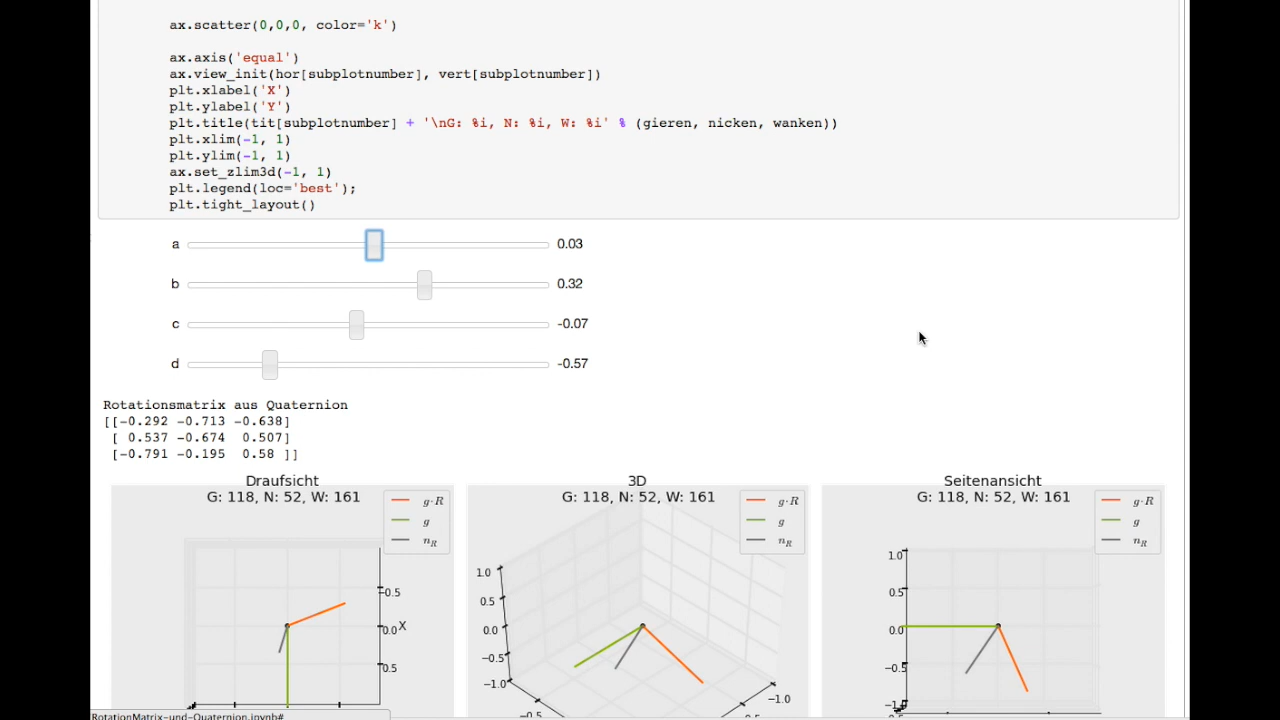 ax.scatter(0,0,0, color='k')
ax.axis('equal')
ax.view_init(hor[subplotnumber], vert[subplotnumber])
plt.xlabel('X')
plt.ylabel('Y')
plt.title(tit[subplotnumber] + '\nG: %i, N: %i, W: %i' % (gieren, nicken, wanken))
plt.xlim(-1, 1)
plt.ylim(-1, 1)
ax.set_zlim3d(-1, 1)
plt.legend(loc='best');
plt.tight_layout()
a 0.03
b 0.32
c -0.07
d -0.57
Rotationsmatrix aus Quaternion
[[-0.292 -0.713 -0.638]
[ 0.537 -0.674 0.507]
[-0.791 -0.195 0.58 ]]
Draufsicht
G: 118, N: 52, W: 161
g·R
g
n_R
-0.5
0.0 X
0.5
3D
G: 118, N: 52, W: 161
g·R
g
n_R
1.0
0.5
0.0
-0.5
-1.0
-0.5
-1.0
Seitenansicht
G: 118, N: 52, W: 161
g·R
g
n_R
1.0
0.5
0.0
-0.5
RotationMatrix-und-Quaternion.ipynb#